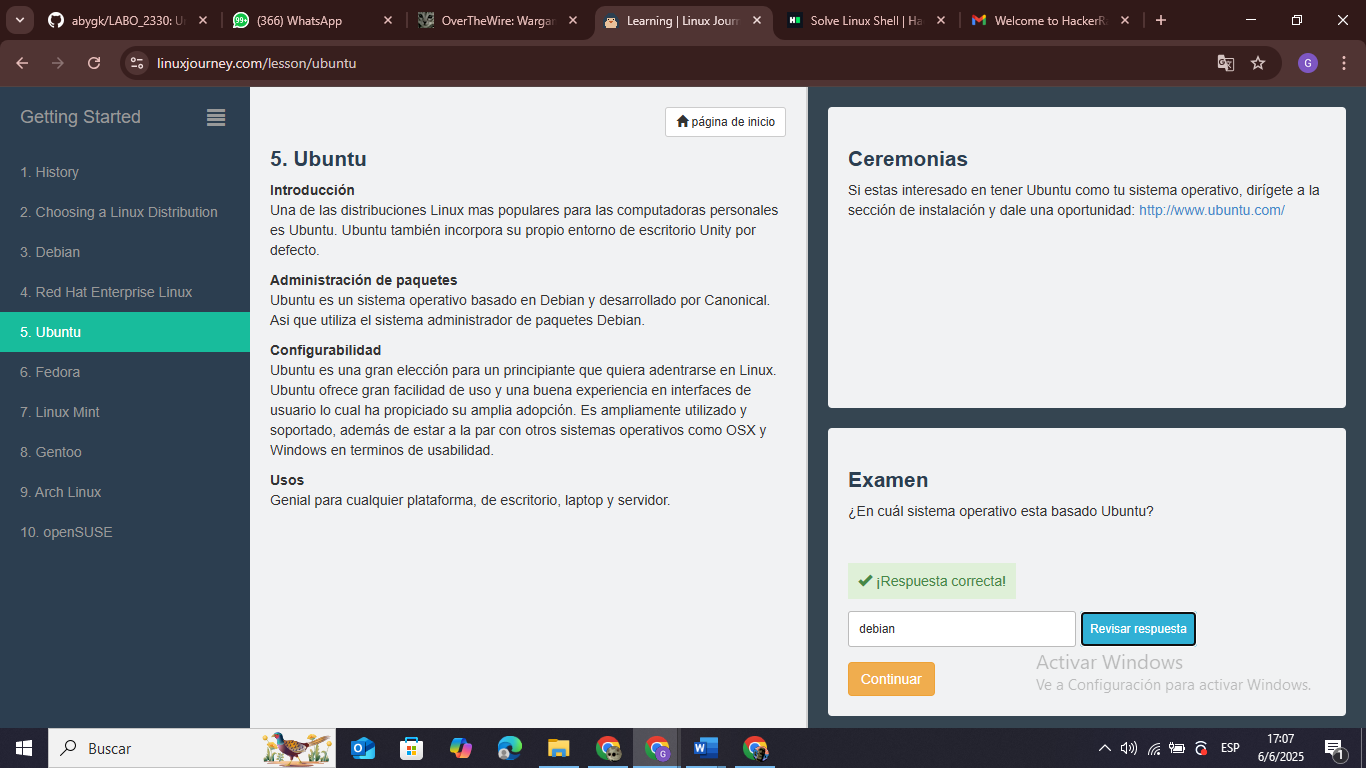 abygk/LABO_2330: U
(366) WhatsApp
OverTheWire: Wargar
Learning | Linux Jour
Solve Linux Shell | Ha
Welcome to HackerR
linuxjourney.com/lesson/ubuntu
G
Getting Started
1. History
2. Choosing a Linux Distribution
3. Debian
4. Red Hat Enterprise Linux
5. Ubuntu
6. Fedora
7. Linux Mint
8. Gentoo
9. Arch Linux
10. openSUSE
página de inicio
5. Ubuntu
Introducción
Una de las distribuciones Linux mas populares para las computadoras personales
es Ubuntu. Ubuntu también incorpora su propio entorno de escritorio Unity por
defecto.
Administración de paquetes
Ubuntu es un sistema operativo basado en Debian y desarrollado por Canonical.
Asi que utiliza el sistema administrador de paquetes Debian.
Configurabilidad
Ubuntu es una gran elección para un principiante que quiera adentrarse en Linux.
Ubuntu ofrece gran facilidad de uso y una buena experiencia en interfaces de
usuario lo cual ha propiciado su amplia adopción. Es ampliamente utilizado y
soportado, además de estar a la par con otros sistemas operativos como OSX y
Windows en terminos de usabilidad.
Usos
Genial para cualquier plataforma, de escritorio, laptop y servidor.
Ceremonias
Si estas interesado en tener Ubuntu como tu sistema operativo, dirígete a la
sección de instalación y dale una oportunidad: http://www.ubuntu.com/
Examen
¿En cuál sistema operativo esta basado Ubuntu?
¡Respuesta correcta!
debian
Revisar respuesta
Continuar
Activar Windows
Ve a Configuración para activar Windows.
Buscar
ESP
17:07
6/6/2025
1